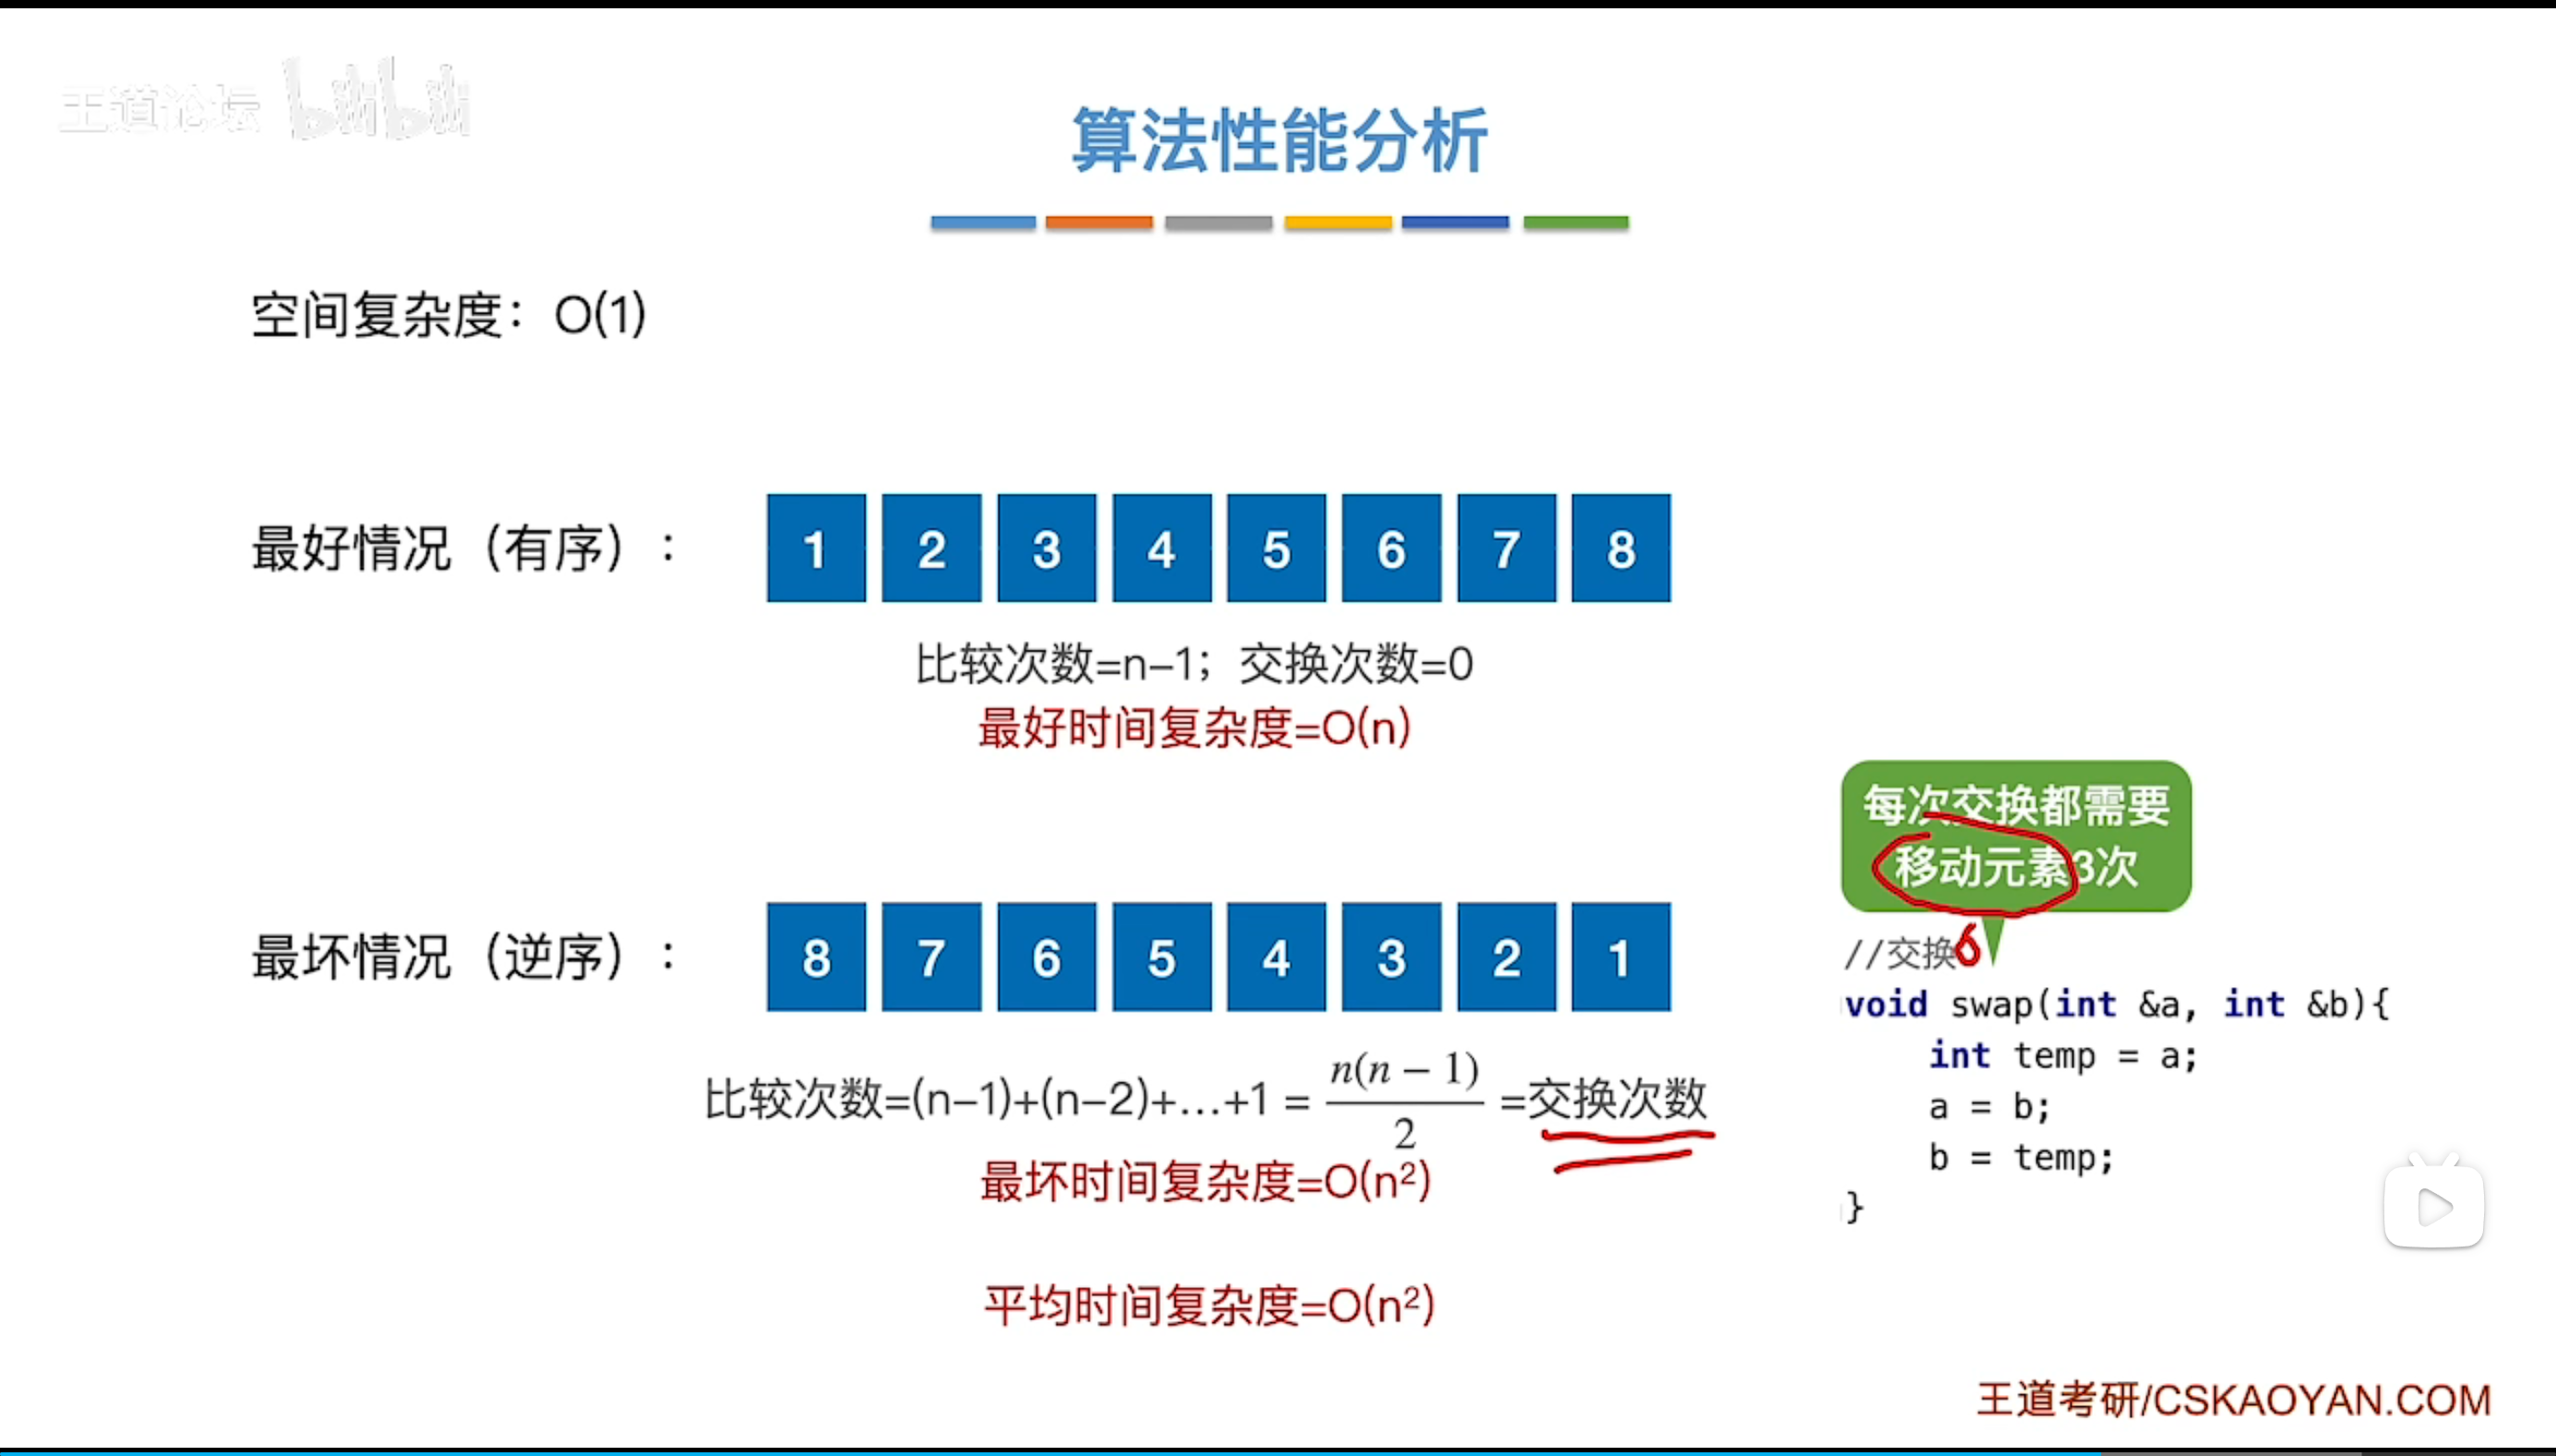 王道论坛 bilibili
算法性能分析
空间复杂度：O(1)
最好情况（有序）：
1 2 3 4 5 6 7 8
比较次数=n–1；交换次数=0
最好时间复杂度=O(n)
每次交换都需要
移动元素3次
最坏情况（逆序）：
8 7 6 5 4 3 2 1
比较次数=(n–1)+(n–2)+…+1 = n(n − 1)/2 =交换次数
最坏时间复杂度=O(n²)
平均时间复杂度=O(n²)
//交换
void swap(int &a, int &b){
int temp = a;
a = b;
b = temp;
}
王道考研/CSKAOYAN.COM